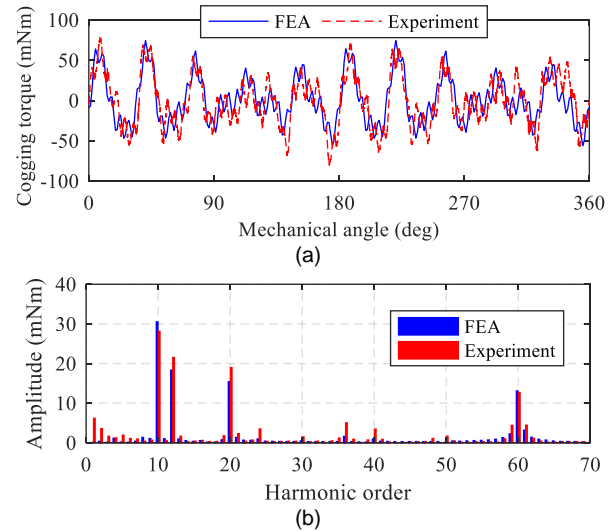 (a)
FEA
Experiment
Cogging torque (mNm)
100
50
0
-50
-100
0
90
180
270
360
Mechanical angle (deg)
(a)
(b)
FEA
Experiment
Amplitude (mNm)
40
30
20
10
0
0
10
20
30
40
50
60
70
Harmonic order
(b)